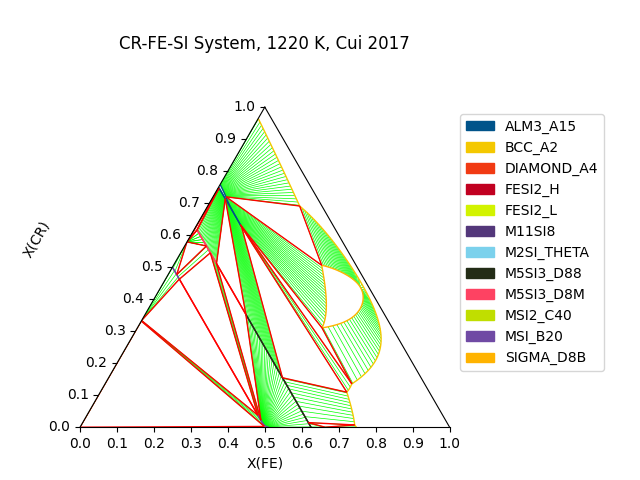 CR-FE-SI System, 1220 K, Cui 2017
1.0
0.9
0.8
0.7
0.6
0.5
0.4
0.3
0.2
0.1
0.0
X(CR)
0.0 0.1 0.2 0.3 0.4 0.5 0.6 0.7 0.8 0.9 1.0
X(FE)
ALM3_A15
BCC_A2
DIAMOND_A4
FESI2_H
FESI2_L
M11SI8
M2SI_THETA
M5SI3_D88
M5SI3_D8M
MSI2_C40
MSI_B20
SIGMA_D8B